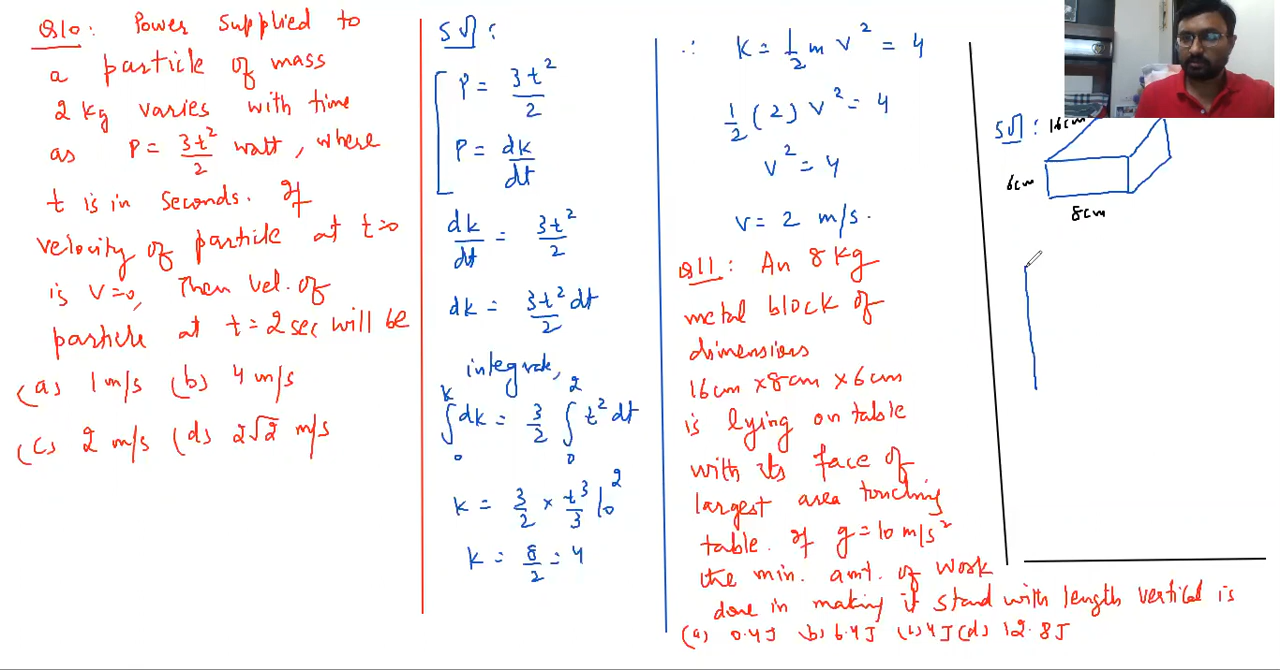 Q10: Power supplied to
a particle of mass
2 kg varies with time
as P = 3t²/2 watt, where
t is in seconds. If
velocity of particle at t=0
is v=0, Then vel. of
particle at t=2 sec will be
(a) 1 m/s (b) 4 m/s
(c) 2 m/s (d) 2√2 m/s
Sol:
P = 3t²/2
P = dk/dt
dk/dt = 3t²/2
dk = 3t²/2 dt
integrate,
∫₀ᵏ dk = 3/2 ∫₀² t² dt
k = 3/2 × t³/3 |₀²
k = 8/2 = 4
∴ k = 1/2 m v² = 4
1/2 (2) v² = 4
v² = 4
v = 2 m/s.
Q11: An 8 kg
metal block of
dimensions
16cm x8cm x 6cm
is lying on table
with its face of
largest area touching
table. If g = 10 m/s²
the min. amt. of work
done in making it stand with length vertical is
(a) 0.4J (b) 6.4J (c) 4J (d) 12.8J
Sol: 16cm
6cm
8cm